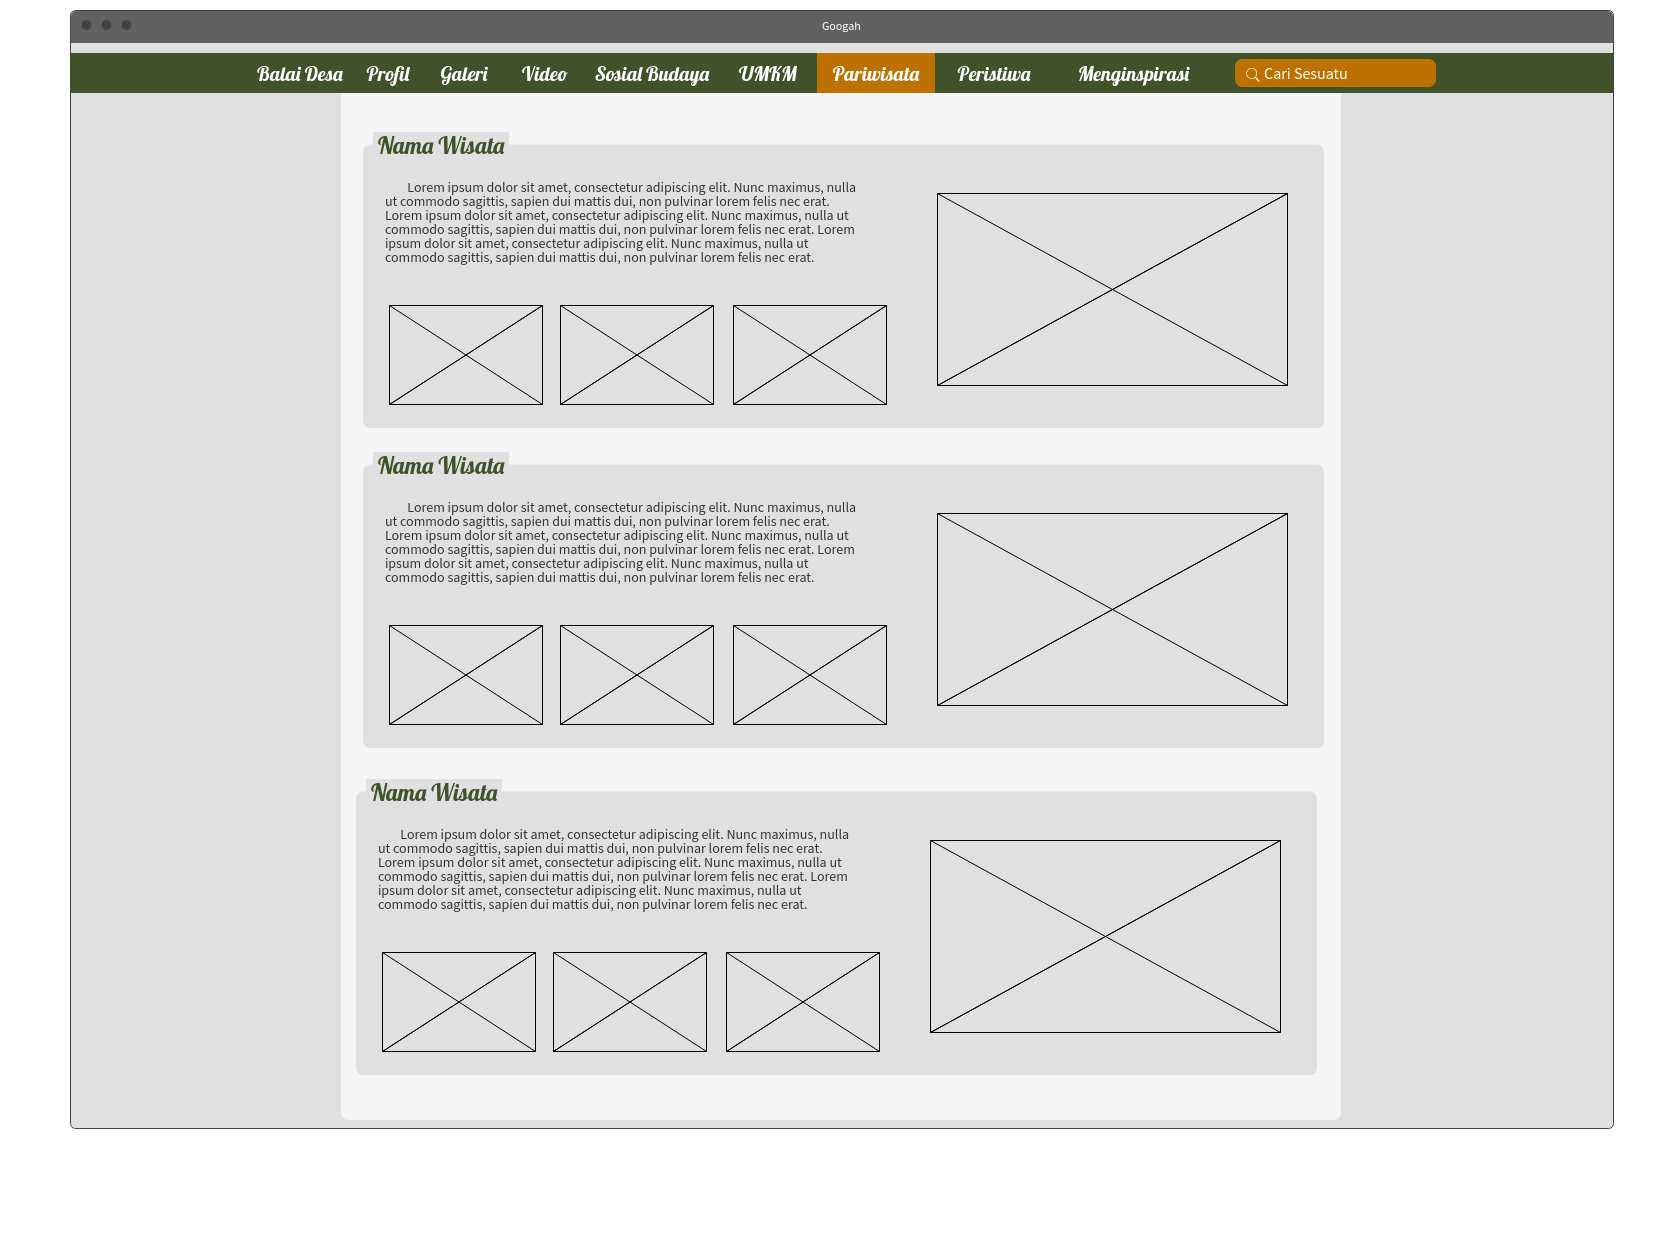 Googah
Balai Desa Profil Galeri Video Sosial Budaya UMKM Pariwisata Peristiwa Menginspirasi Cari Sesuatu
Nama Wisata
Lorem ipsum dolor sit amet, consectetur adipiscing elit. Nunc maximus, nulla
ut commodo sagittis, sapien dui mattis dui, non pulvinar lorem felis nec erat.
Lorem ipsum dolor sit amet, consectetur adipiscing elit. Nunc maximus, nulla ut
commodo sagittis, sapien dui mattis dui, non pulvinar lorem felis nec erat. Lorem
ipsum dolor sit amet, consectetur adipiscing elit. Nunc maximus, nulla ut
commodo sagittis, sapien dui mattis dui, non pulvinar lorem felis nec erat.
Nama Wisata
Lorem ipsum dolor sit amet, consectetur adipiscing elit. Nunc maximus, nulla
ut commodo sagittis, sapien dui mattis dui, non pulvinar lorem felis nec erat.
Lorem ipsum dolor sit amet, consectetur adipiscing elit. Nunc maximus, nulla ut
commodo sagittis, sapien dui mattis dui, non pulvinar lorem felis nec erat. Lorem
ipsum dolor sit amet, consectetur adipiscing elit. Nunc maximus, nulla ut
commodo sagittis, sapien dui mattis dui, non pulvinar lorem felis nec erat.
Nama Wisata
Lorem ipsum dolor sit amet, consectetur adipiscing elit. Nunc maximus, nulla
ut commodo sagittis, sapien dui mattis dui, non pulvinar lorem felis nec erat.
Lorem ipsum dolor sit amet, consectetur adipiscing elit. Nunc maximus, nulla ut
commodo sagittis, sapien dui mattis dui, non pulvinar lorem felis nec erat. Lorem
ipsum dolor sit amet, consectetur adipiscing elit. Nunc maximus, nulla ut
commodo sagittis, sapien dui mattis dui, non pulvinar lorem felis nec erat.